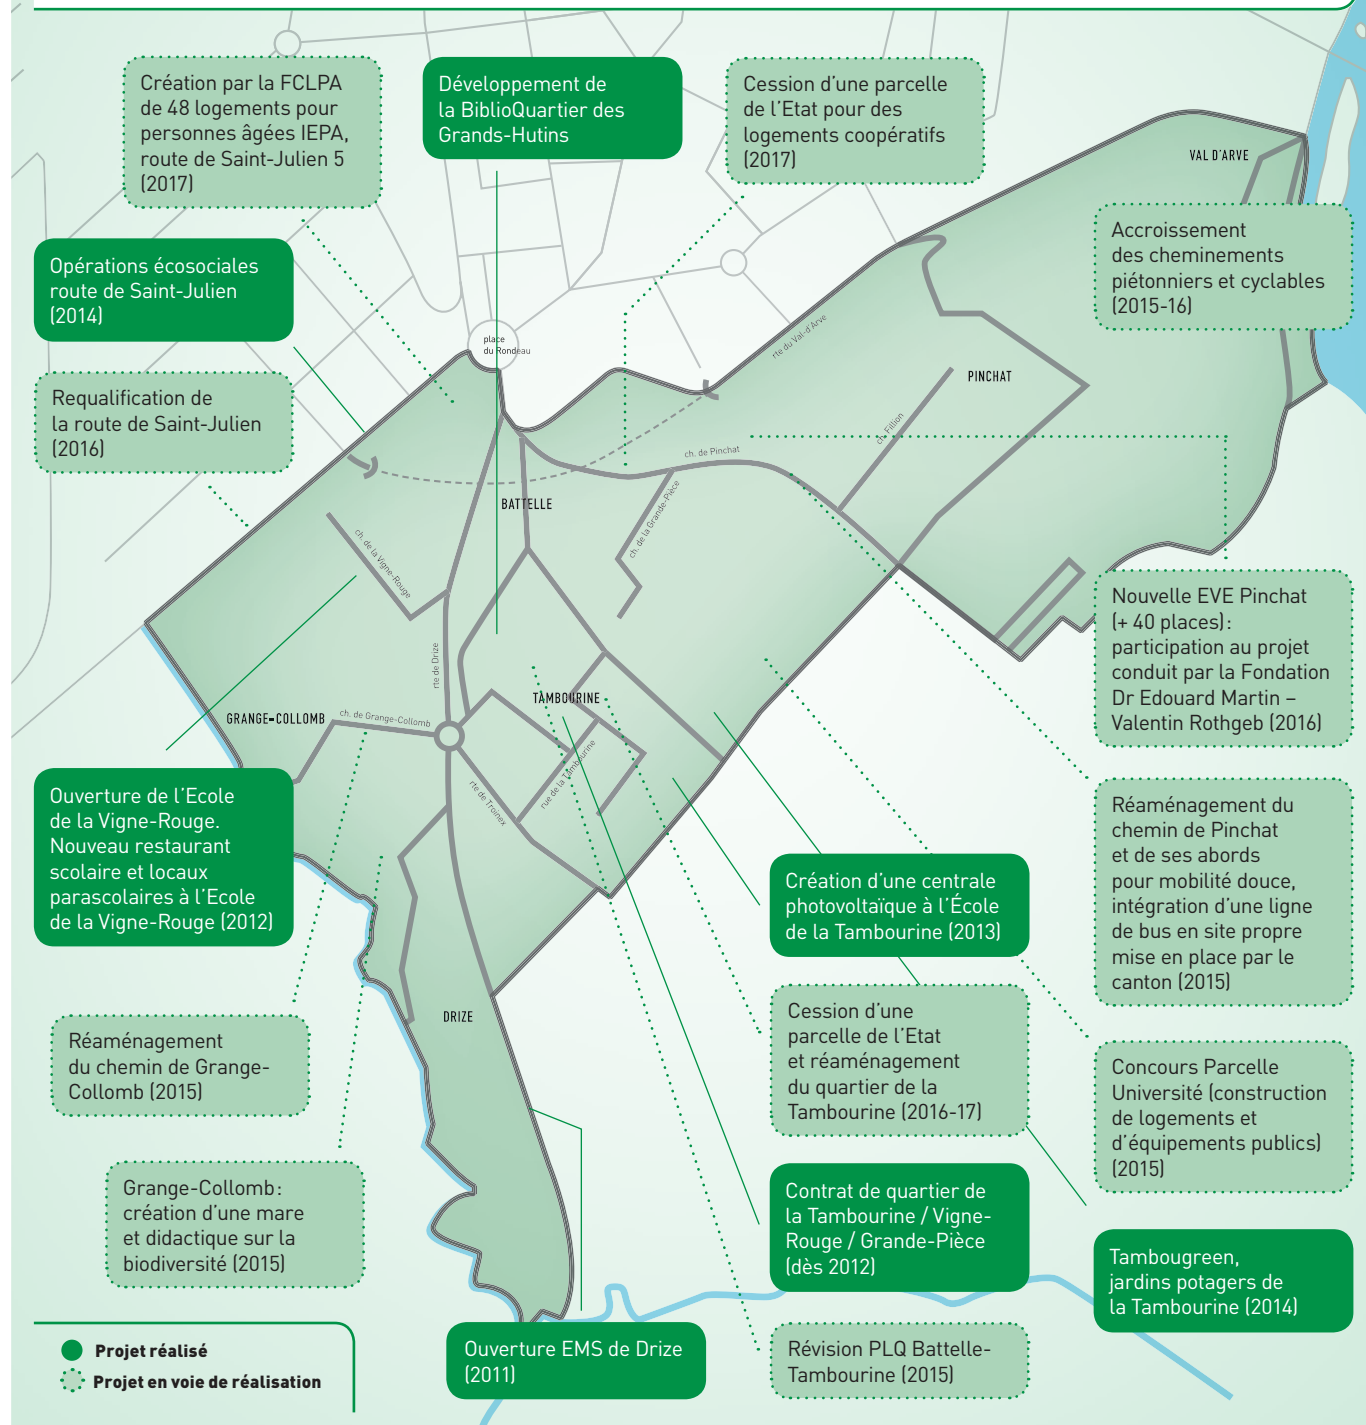 Création par la FCLPA
de 48 logements pour
personnes âgées IEPA,
route de Saint-Julien 5
(2017)
Développement de
la BiblioQuartier des
Grands-Hutins
Cession d'une parcelle
de l'Etat pour des
logements coopératifs
(2017)
VAL D'ARVE
Accroissement
des cheminements
piétonniers et cyclables
(2015-16)
Opérations écosociales
route de Saint-Julien
(2014)
place
du Rondeau
rte du Val-d'Arve
PINCHAT
Requalification de
la route de Saint-Julien
(2016)
ch. Fillion
ch. de Pinchat
BATTELLE
ch. de la Grande-Pièce
ch. de la Vigne-Rouge
Nouvelle EVE Pinchat
(+ 40 places) :
participation au projet
conduit par la Fondation
Dr Edouard Martin –
Valentin Rothgeb (2016)
rte de Drize
TAMBOURINE
GRANGE-COLLOMB
ch. de Grange-Collomb
rue de la Tambourine
rte de Troinex
Ouverture de l'Ecole
de la Vigne-Rouge.
Nouveau restaurant
scolaire et locaux
parascolaires à l'Ecole
de la Vigne-Rouge (2012)
Réaménagement du
chemin de Pinchat
et de ses abords
pour mobilité douce,
intégration d'une ligne
de bus en site propre
mise en place par le
canton (2015)
Création d'une centrale
photovoltaïque à l'École
de la Tambourine (2013)
DRIZE
Cession d'une
parcelle de l'Etat
et réaménagement
du quartier de la
Tambourine (2016-17)
Réaménagement
du chemin de Grange-
Collomb (2015)
Concours Parcelle
Université (construction
de logements et
d'équipements publics)
(2015)
Grange-Collomb :
création d'une mare
et didactique sur la
biodiversité (2015)
Contrat de quartier de
la Tambourine / Vigne-
Rouge / Grande-Pièce
(dès 2012)
Tambougreen,
jardins potagers de
la Tambourine (2014)
Ouverture EMS de Drize
(2011)
Révision PLQ Battelle-
Tambourine (2015)
Projet réalisé
Projet en voie de réalisation